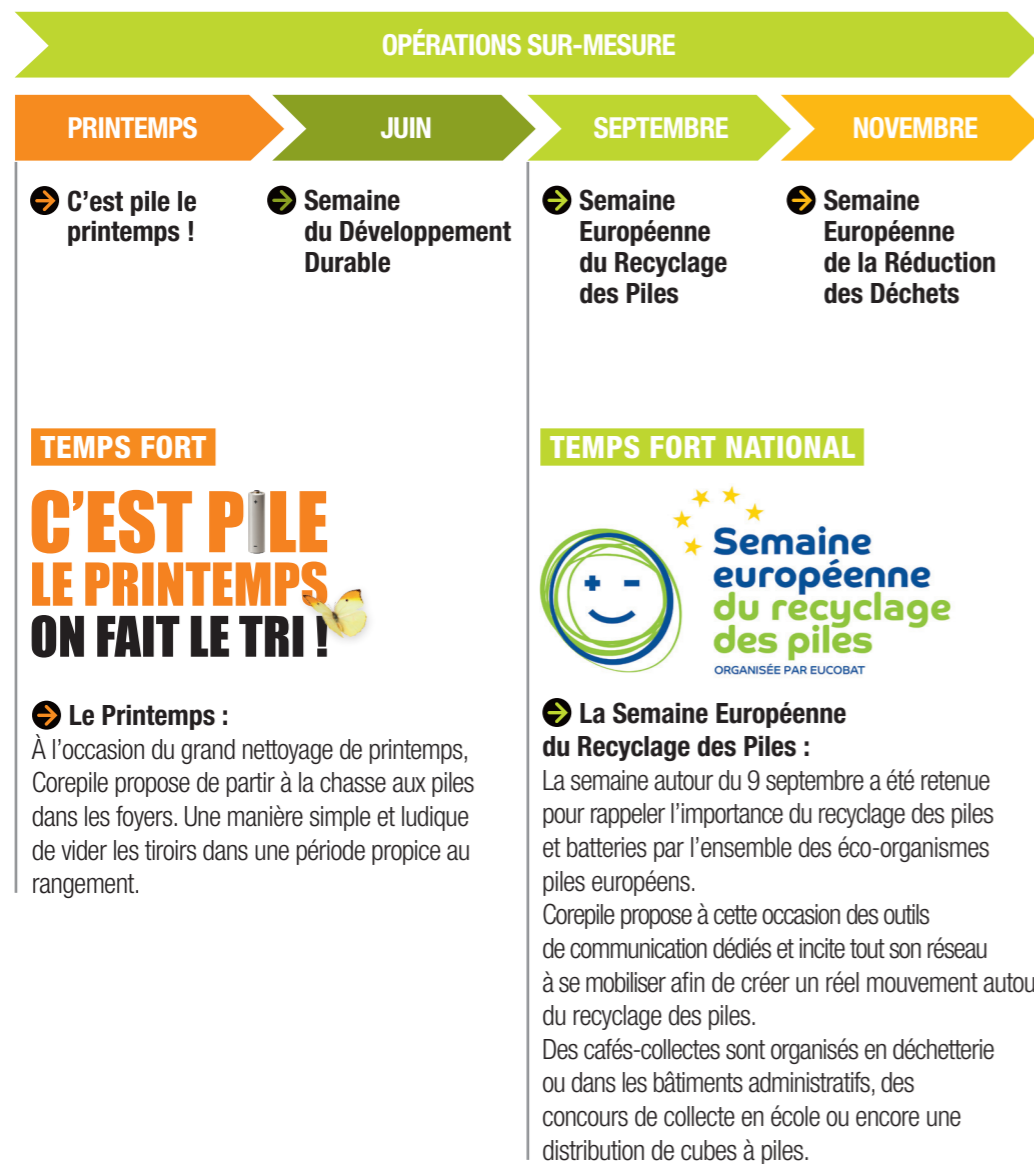 OPÉRATIONS SUR-MESURE
PRINTEMPS
JUIN
SEPTEMBRE
NOVEMBRE
C’est pile le
printemps !
Semaine
du Développement
Durable
Semaine
Européenne
du Recyclage
des Piles
Semaine
Européenne
de la Réduction
des Déchets
TEMPS FORT
C’EST PILE
LE PRINTEMPS
ON FAIT LE TRI !
Le Printemps :
À l’occasion du grand nettoyage de printemps,
Corepile propose de partir à la chasse aux piles
dans les foyers. Une manière simple et ludique
de vider les tiroirs dans une période propice au
rangement.
TEMPS FORT NATIONAL
Semaine
européenne
du recyclage
des piles
ORGANISÉE PAR EUCOBAT
La Semaine Européenne
du Recyclage des Piles :
La semaine autour du 9 septembre a été retenue
pour rappeler l’importance du recyclage des piles
et batteries par l’ensemble des éco-organismes
piles européens.
Corepile propose à cette occasion des outils
de communication dédiés et incite tout son réseau
à se mobiliser afin de créer un réel mouvement autou
du recyclage des piles.
Des cafés-collectes sont organisés en déchetterie
ou dans les bâtiments administratifs, des
concours de collecte en école ou encore une
distribution de cubes à piles.